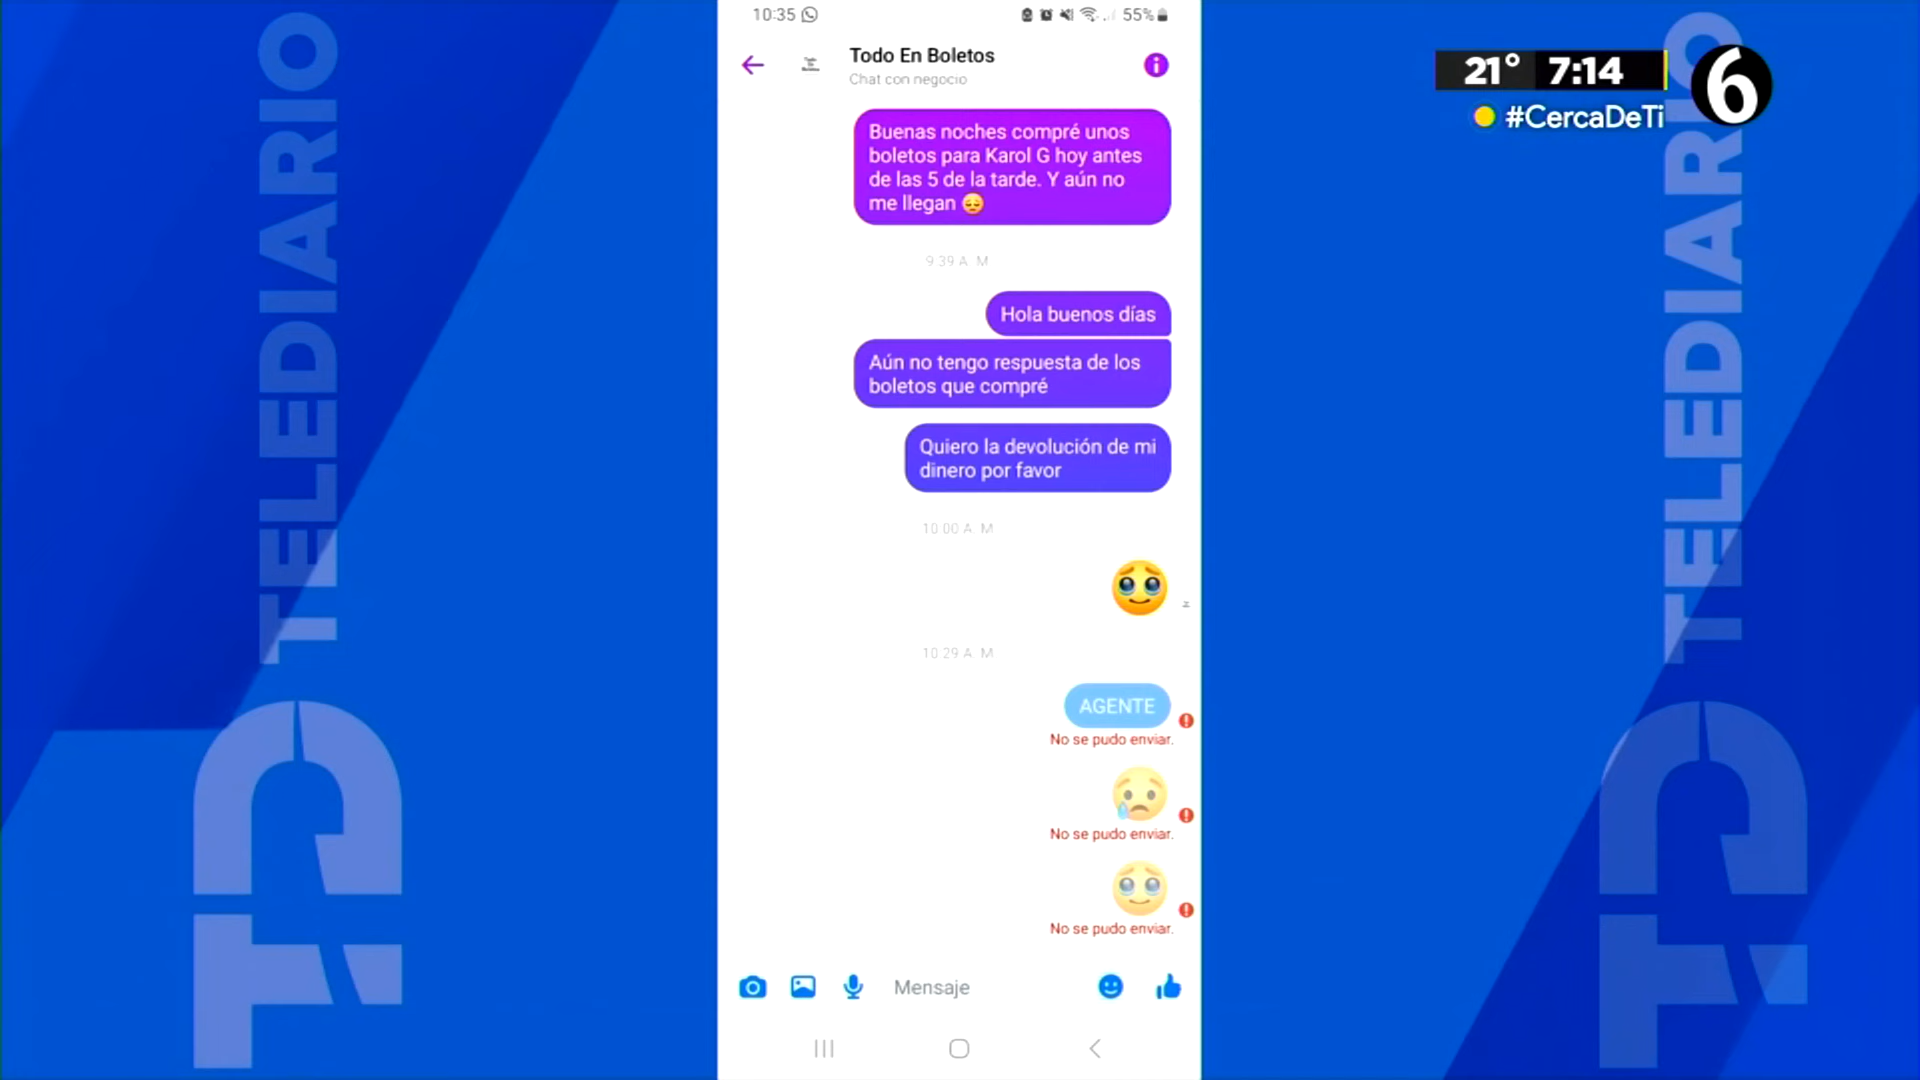 10:35
55%
Todo En Boletos
Chat con negocio
21° 7:14
6
#CercaDeTi
TELEDIARIO
TELEDIARIO
Buenas noches compré unos
boletos para Karol G hoy antes
de las 5 de la tarde. Y aún no
me llegan 😔
9:39 A. M
Hola buenos días
Aún no tengo respuesta de los
boletos que compré
Quiero la devolución de mi
dinero por favor
10:00 A. M
10:29 A. M
AGENTE
No se pudo enviar.
No se pudo enviar.
No se pudo enviar.
Mensaje